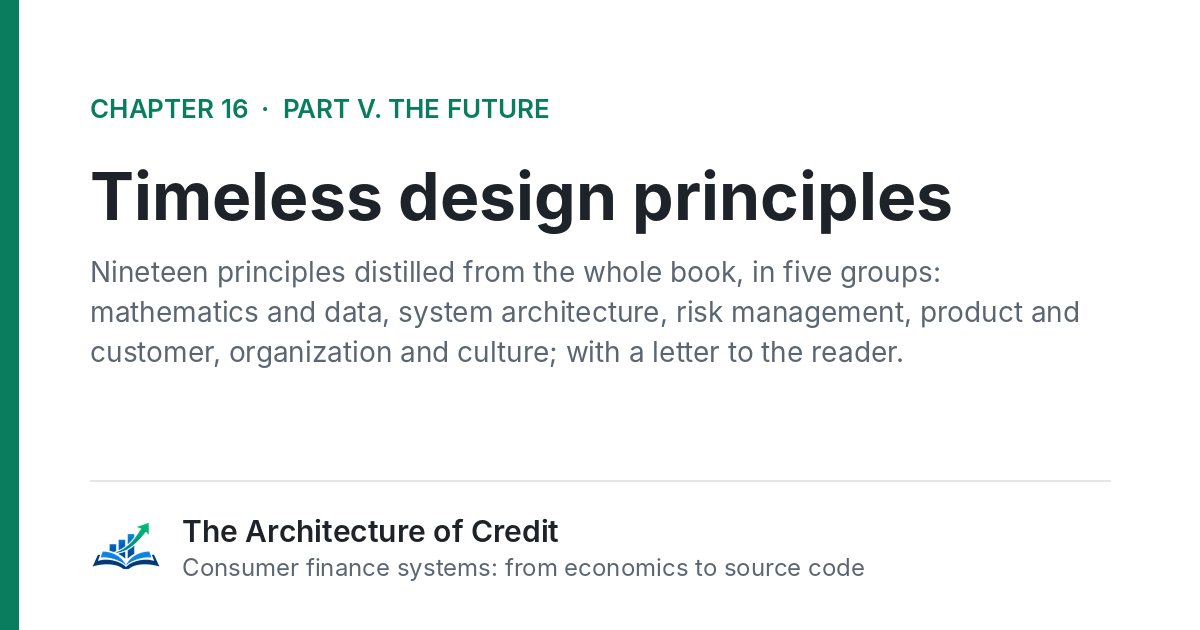 CHAPTER 16 · PART V. THE FUTURE
Timeless design principles
Nineteen principles distilled from the whole book, in five groups:
mathematics and data, system architecture, risk management, product and
customer, organization and culture; with a letter to the reader.
The Architecture of Credit
Consumer finance systems: from economics to source code